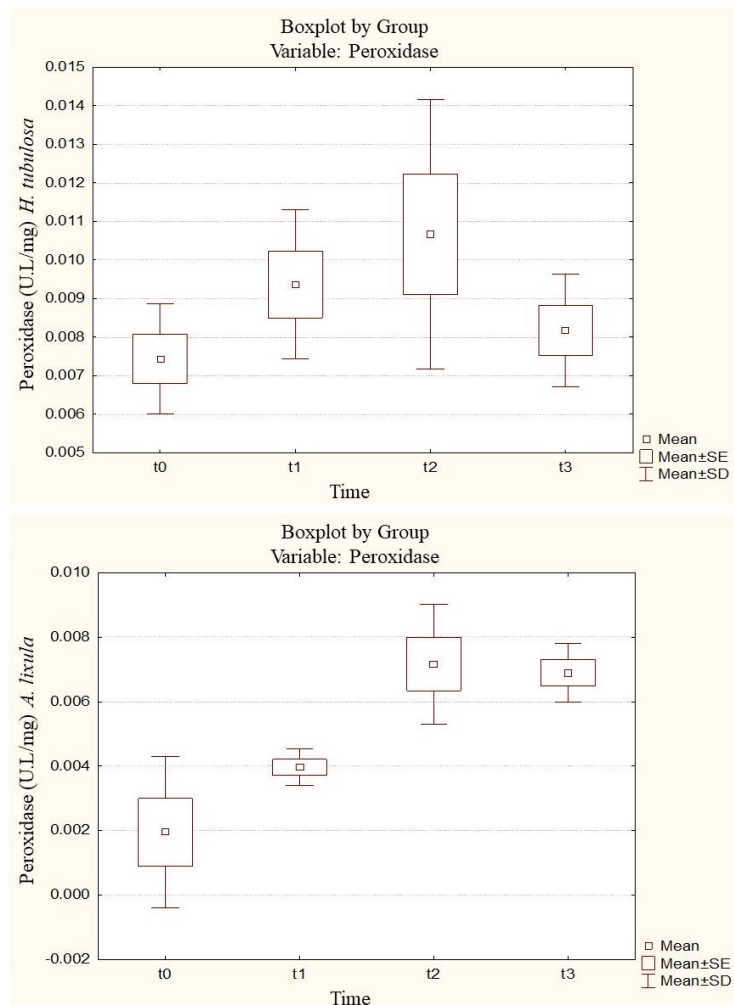 Boxplot by Group
Variable: Peroxidase
Peroxidase (U.L/mg) H. tubulosa
0.015
0.014
0.013
0.012
0.011
0.010
0.009
0.008
0.007
0.006
0.005
t0 t1 t2 t3
Time
Mean
Mean±SE
Mean±SD
Boxplot by Group
Variable: Peroxidase
Peroxidase (U.L/mg) A. lixula
0.010
0.008
0.006
0.004
0.002
0.000
-0.002
t0 t1 t2 t3
Time
Mean
Mean±SE
Mean±SD